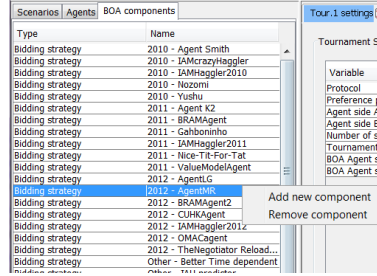 Scenarios Agents BOA components
Tour.1 settings
Tournament S
Type Name
Bidding strategy 2010 - Agent Smith
Bidding strategy 2010 - IAMcrazyHaggler
Bidding strategy 2010 - IAMHaggler2010
Bidding strategy 2010 - Nozomi
Bidding strategy 2010 - Yushu
Bidding strategy 2011 - Agent K2
Bidding strategy 2011 - BRAMAgent
Bidding strategy 2011 - Gahboninho
Bidding strategy 2011 - IAMHaggler2011
Bidding strategy 2011 - Nice-Tit-For-Tat
Bidding strategy 2011 - ValueModelAgent
Bidding strategy 2012 - AgentLG
Bidding strategy 2012 - AgentMR
Bidding strategy 2012 - BRAMAgent2
Bidding strategy 2012 - CUHKAgent
Bidding strategy 2012 - IAMHaggler2012
Bidding strategy 2012 - OMACagent
Bidding strategy 2012 - TheNegotiator Reload...
Bidding strategy Other - Better Time dependent
Bidding strategy Other - IAH predictor
Variable
Protocol
Preference p
Agent side A
Agent side B
Number of s
Tournament
BOA Agent s
BOA Agent s
Add new component
Remove component